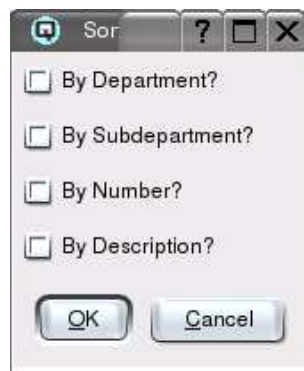 Sor ?
By Department?
By Subdepartment?
By Number?
By Description?
OK Cancel